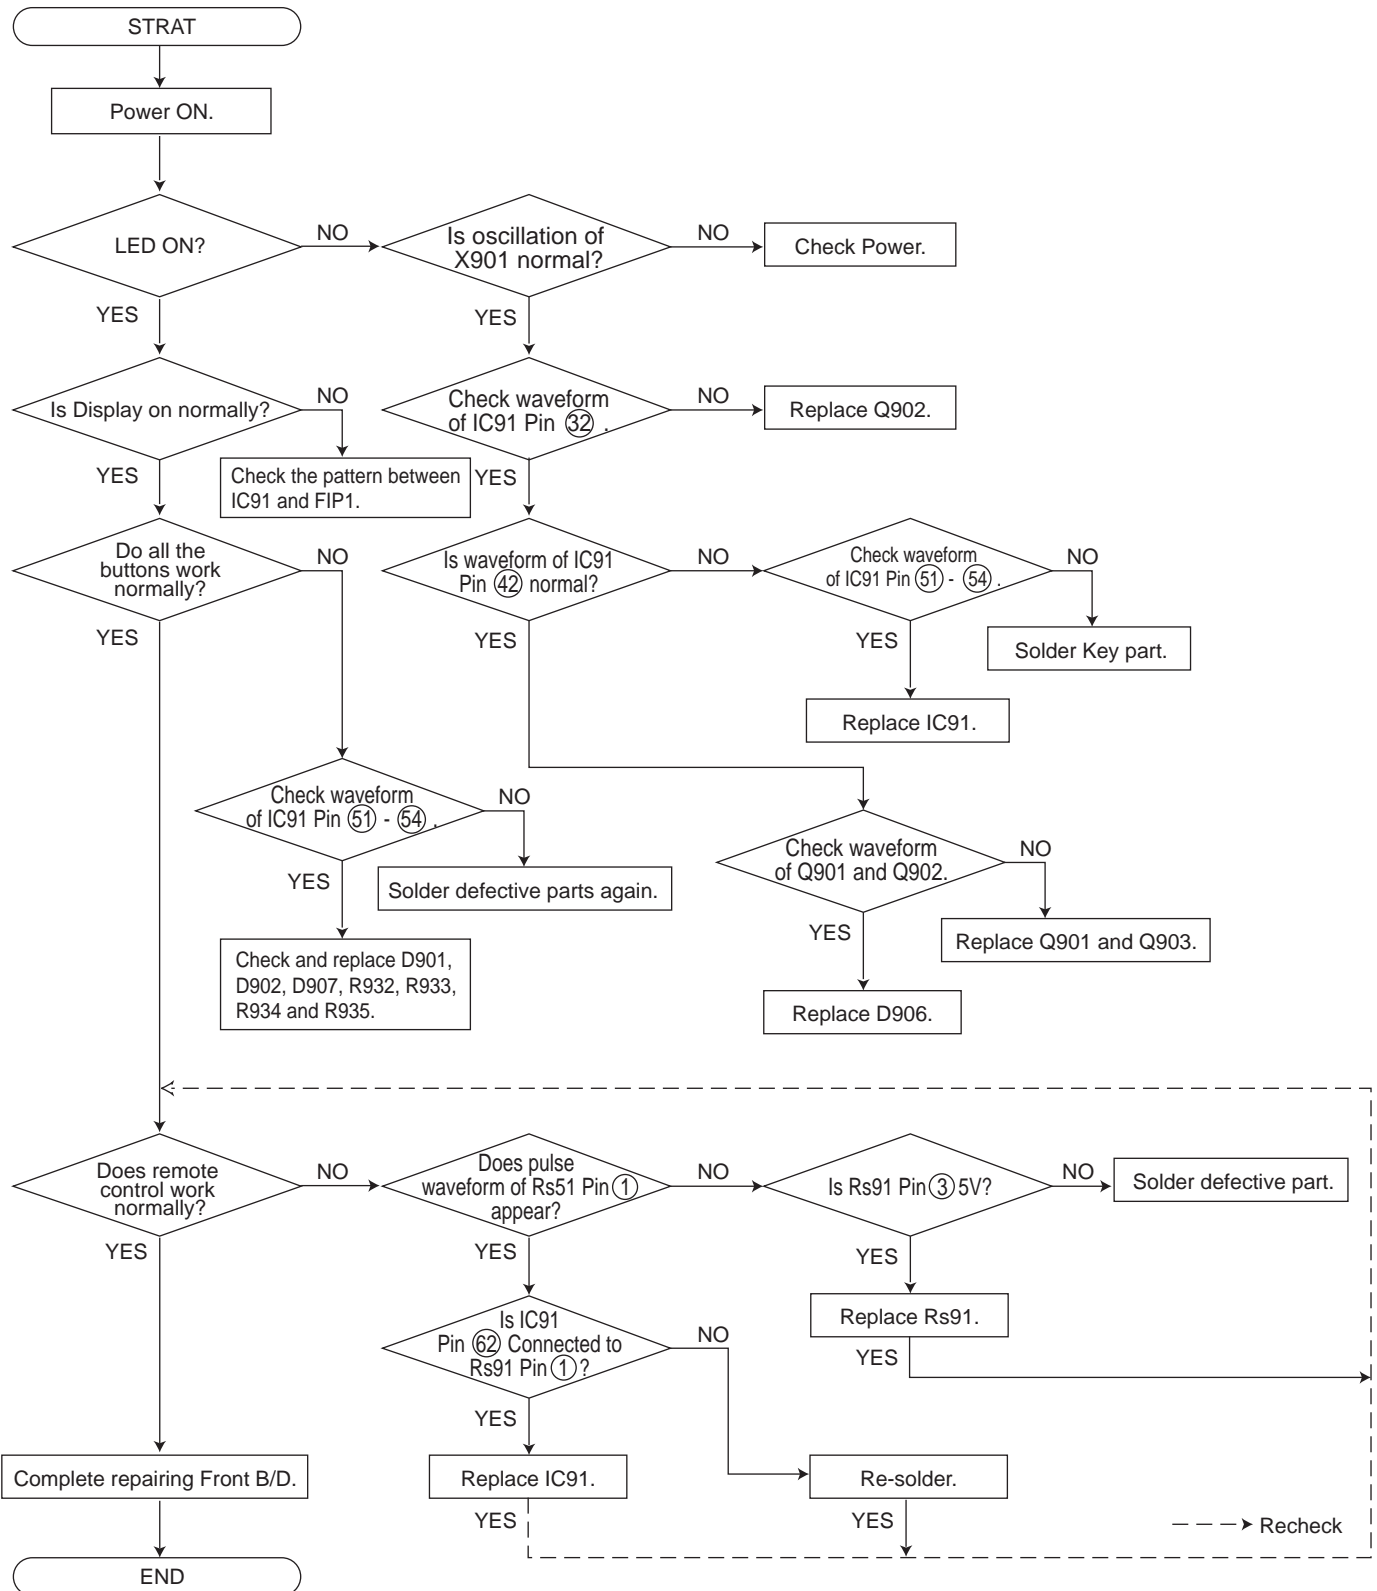 STRAT
Power ON.
LED ON?
NO
Is oscillation of
X901 normal?
NO
Check Power.
YES
YES
Is Display on normally?
NO
Check waveform
of IC91 Pin 32 .
NO
Replace Q902.
YES
Check the pattern between
IC91 and FIP1.
YES
Do all the
buttons work
normally?
NO
Is waveform of IC91
Pin 42 normal?
NO
Check waveform
of IC91 Pin 51 - 54 .
NO
YES
YES
YES
Solder Key part.
Replace IC91.
Check waveform
of IC91 Pin 51 - 54 .
NO
YES
Solder defective parts again.
Check waveform
of Q901 and Q902.
NO
YES
Replace Q901 and Q903.
Check and replace D901,
D902, D907, R932, R933,
R934 and R935.
Replace D906.
Does remote
control work
normally?
NO
Does pulse
waveform of Rs51 Pin 1
appear?
NO
Is Rs91 Pin 3 5V?
NO
Solder defective part.
YES
YES
YES
Is IC91
Pin 62 Connected to
Rs91 Pin 1 ?
NO
Replace Rs91.
YES
YES
Complete repairing Front B/D.
Replace IC91.
Re-solder.
YES
YES
Recheck
END